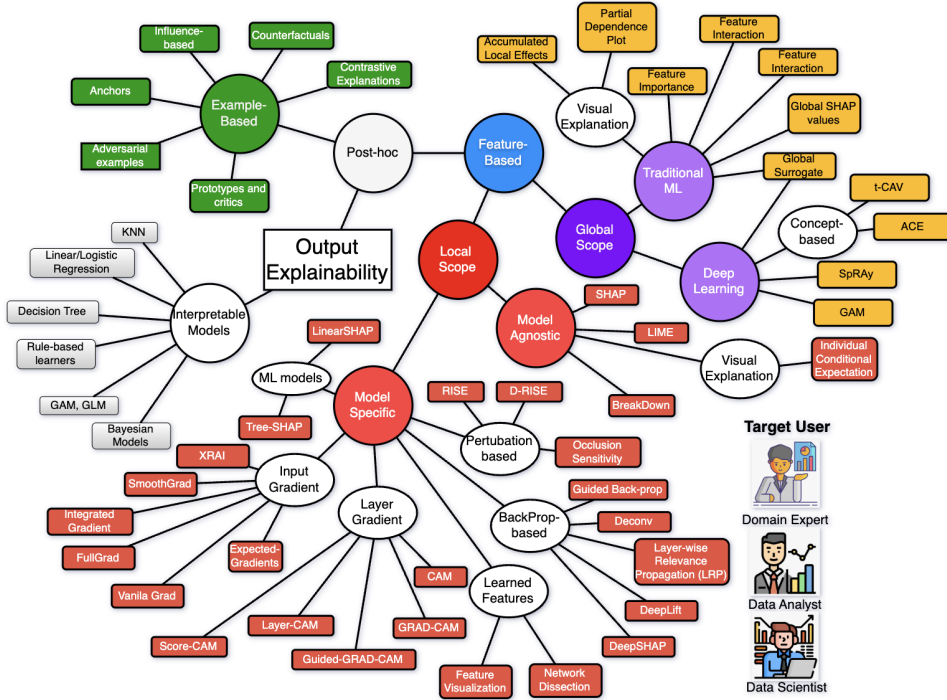 Influence-
based
Counterfactuals
Contrastive
Explanations
Anchors
Example-
Based
Adversarial
examples
Prototypes and
critics
Post-hoc
Feature-
Based
Accumulated
Local Effects
Partial
Dependence
Plot
Feature
Interaction
Feature
Interaction
Feature
Importance
Visual
Explanation
Global SHAP
values
Traditional
ML
Global
Surrogate
t-CAV
Concept-
based
ACE
Global
Scope
Deep
Learning
SpRAy
GAM
Output
Explainability
Local
Scope
KNN
Linear/Logistic
Regression
Decision Tree
Interpretable
Models
Rule-based
learners
GAM, GLM
Bayesian
Models
SHAP
Model
Agnostic
LIME
Visual
Explanation
Individual
Conditional
Expectation
BreakDown
LinearSHAP
ML models
Tree-SHAP
Model
Specific
RISE
D-RISE
Pertubation
based
Occlusion
Sensitivity
XRAI
SmoothGrad
Input
Gradient
Integrated
Gradient
FullGrad
Expected-
Gradients
Vanila Grad
Layer
Gradient
Score-CAM
Layer-CAM
Guided-GRAD-CAM
GRAD-CAM
CAM
Guided Back-prop
BackProp-
based
Deconv
Layer-wise
Relevance
Propagation (LRP)
DeepLift
DeepSHAP
Learned
Features
Feature
Visualization
Network
Dissection
Target User
Domain Expert
Data Analyst
Data Scientist